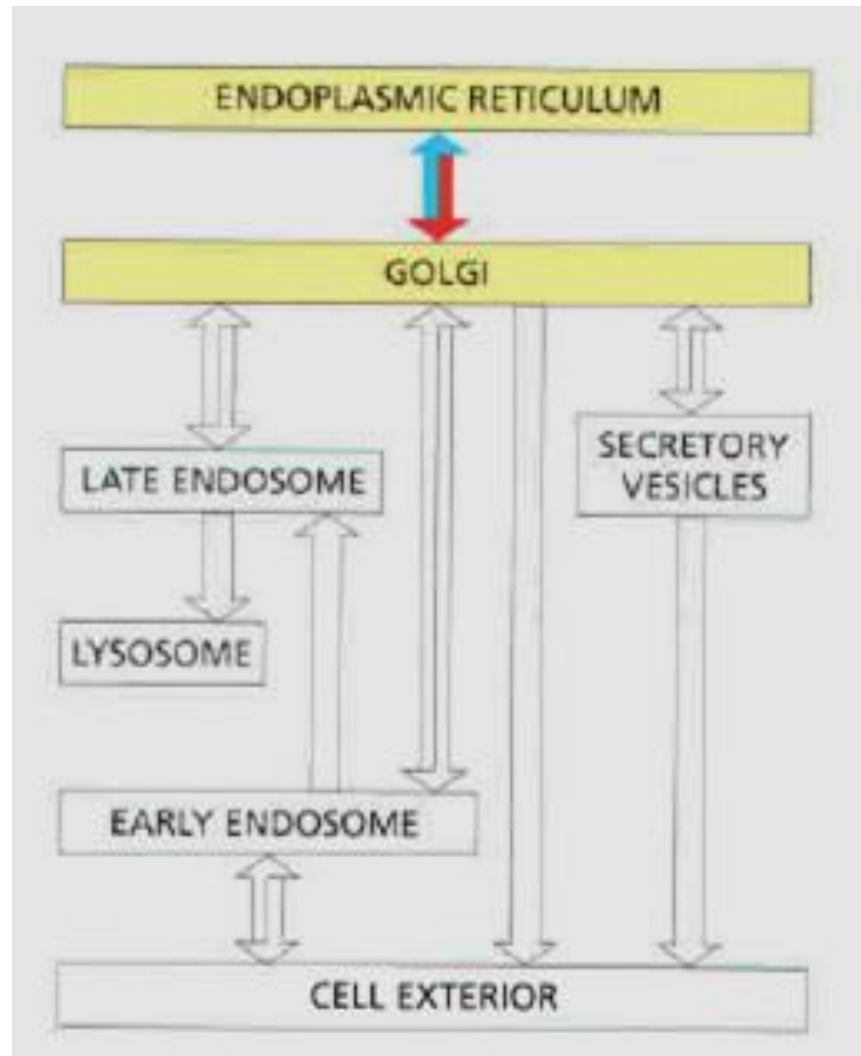 ENDOPLASMIC RETICULUM
GOLGI
LATE ENDOSOME
SECRETORY
VESICLES
LYSOSOME
EARLY ENDOSOME
CELL EXTERIOR